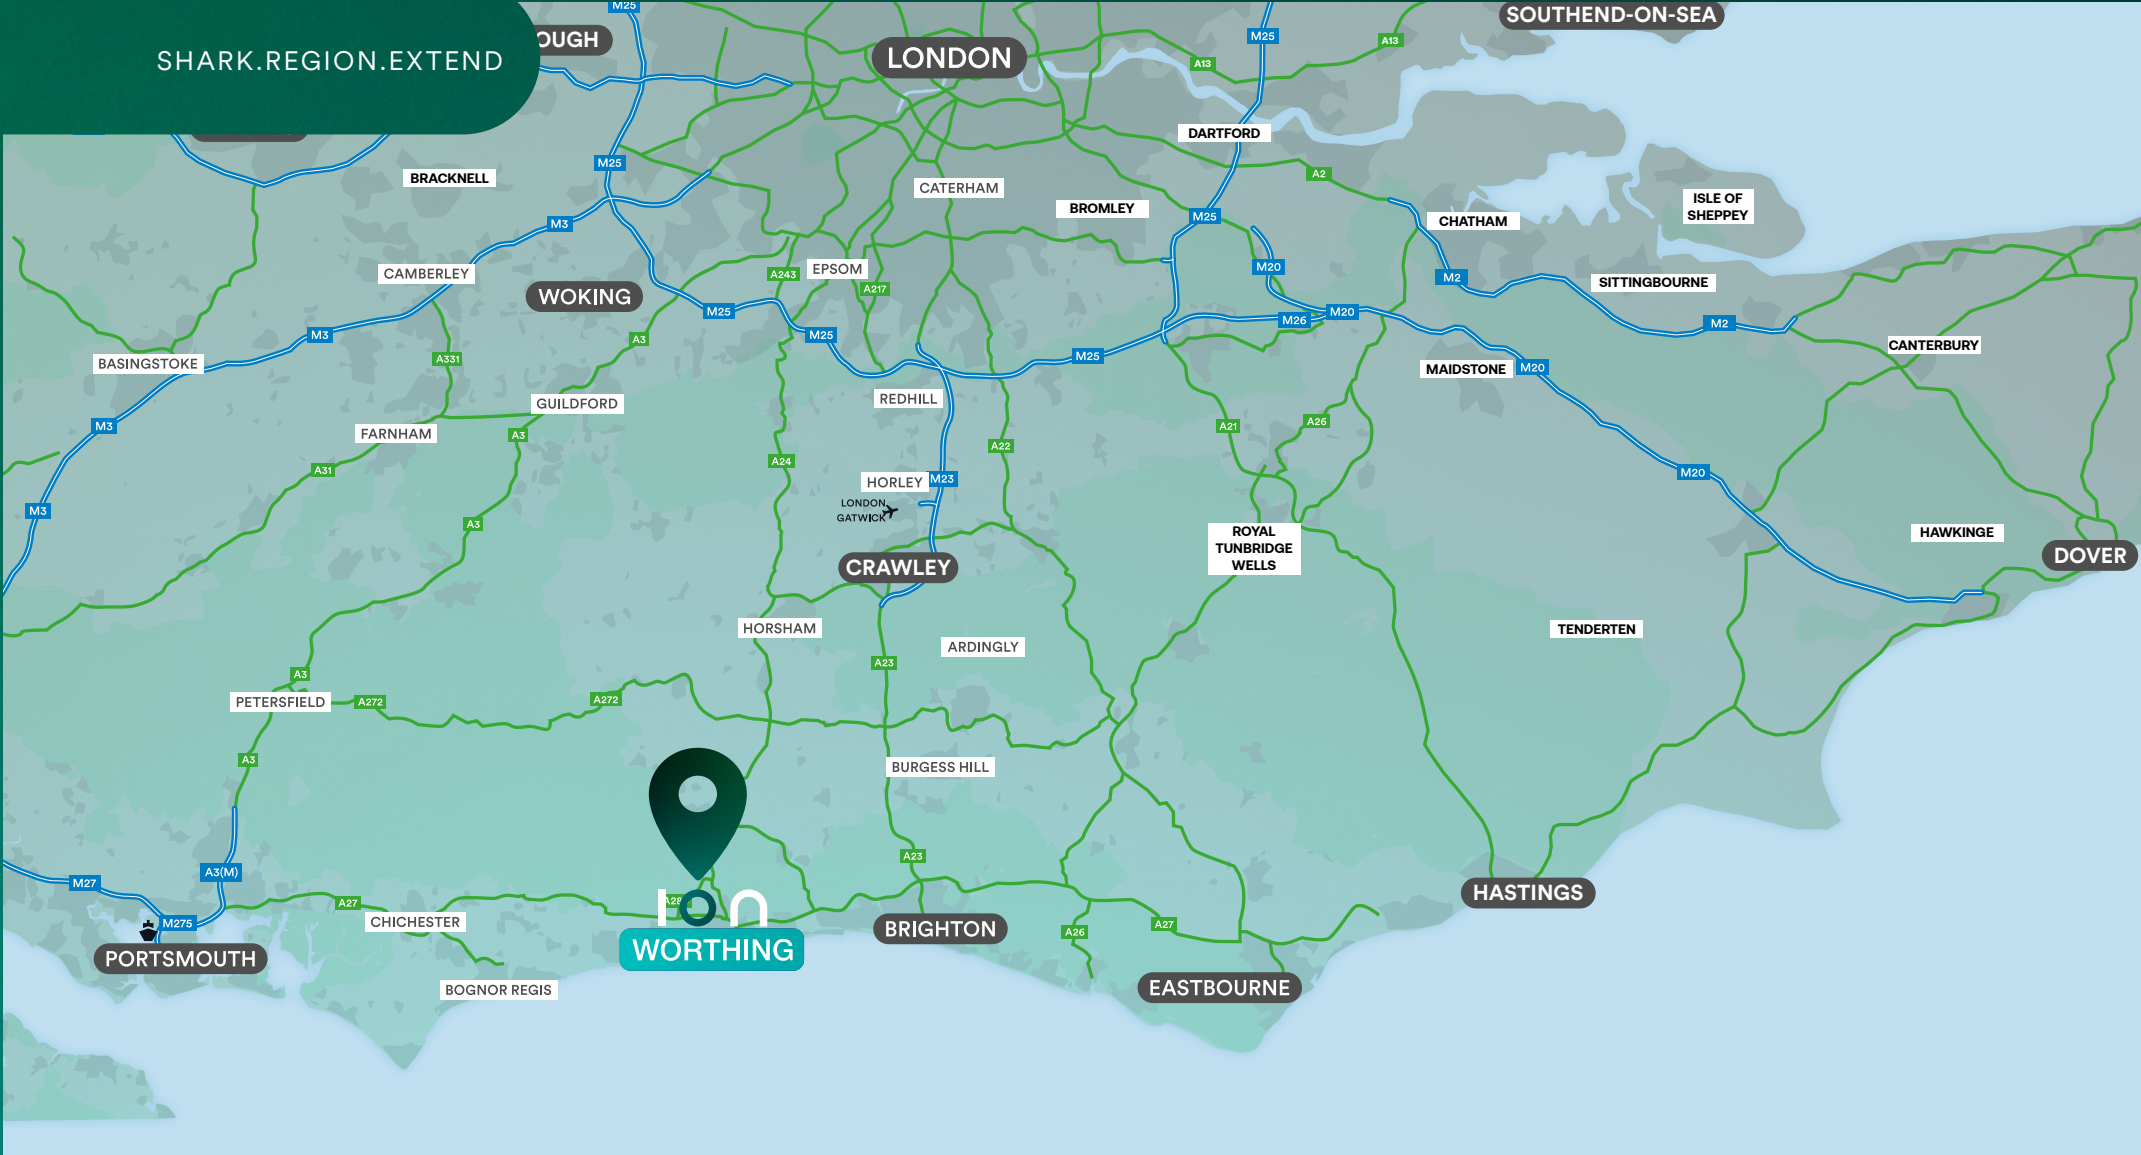 M25
SOUTHEND-ON-SEA
OUGH
M25
A13
SHARK.REGION.EXTEND
LONDON
A13
DARTFORD
M25
A2
BRACKNELL
CATERHAM
BROMLEY
M25
ISLE OF
SHEPPEY
M3
CHATHAM
CAMBERLEY
A243
EPSOM
M20
M2
SITTINGBOURNE
WOKING
A217
M25
M26
M20
M2
M3
A3
M25
CANTERBURY
BASINGSTOKE
A331
M25
MAIDSTONE
M20
GUILDFORD
REDHILL
M3
FARNHAM
A3
A21
A26
A31
A24
A22
M20
HORLEY
M23
M3
LONDON
GATWICK
A3
ROYAL
TUNBRIDGE
WELLS
HAWKINGE
DOVER
CRAWLEY
HORSHAM
TENDERTEN
ARDINGLY
A23
A3
PETERSFIELD
A272
A272
A3
BURGESS HILL
A23
A3(M)
M27
HASTINGS
A27
A28
Ion
M275
CHICHESTER
BRIGHTON
A26
A27
WORTHING
PORTSMOUTH
BOGNOR REGIS
EASTBOURNE